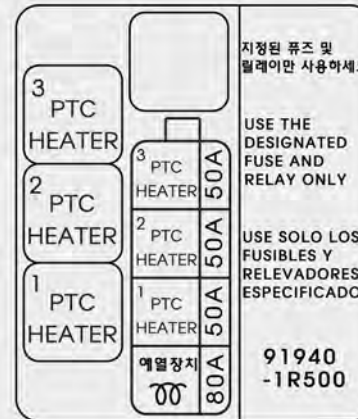 3
PTC
HEATER
2
PTC
HEATER
1
PTC
HEATER
3
PTC
HEATER
50A
2
PTC
HEATER
50A
1
PTC
HEATER
50A
예열장치
80A
지정된 퓨즈 및
릴레이만 사용하세
USE THE
DESIGNATED
FUSE AND
RELAY ONLY
USE SOLO LOS
FUSIBLES Y
RELEVADORES
ESPECIFICADO
91940
-1R500